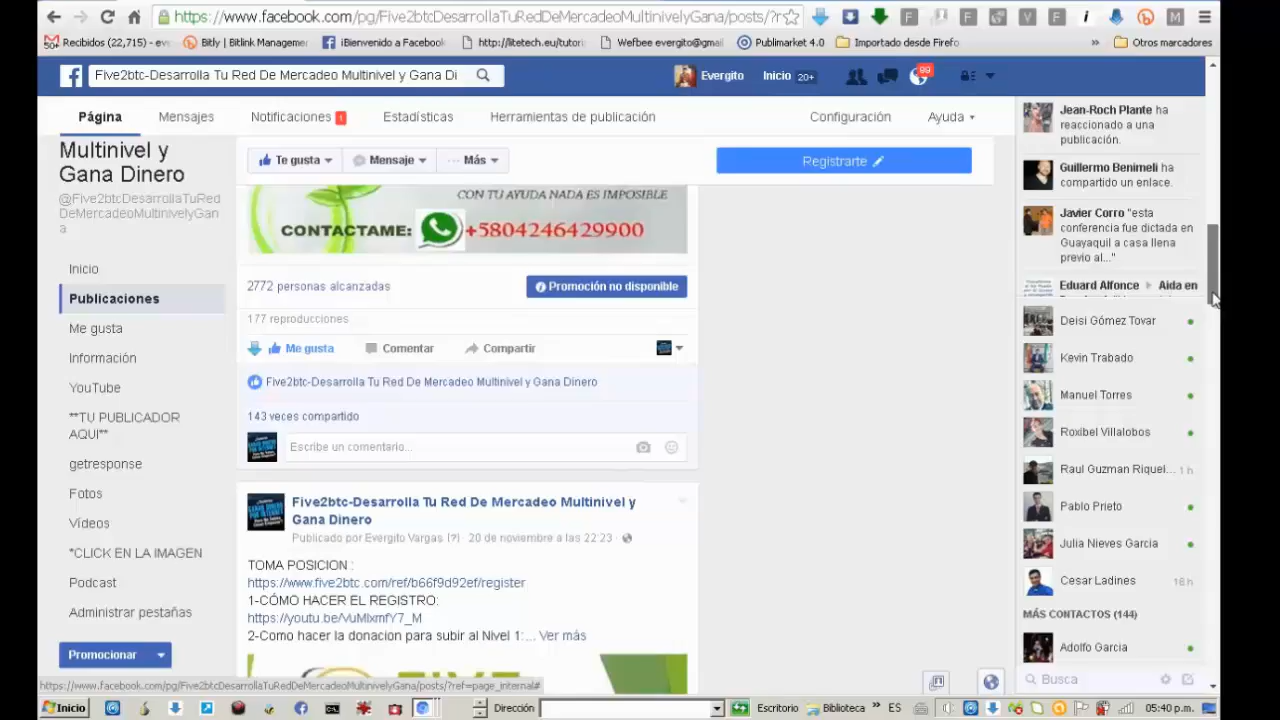 https://www.facebook.com/pg/Five2btcDesarrollaTuRedDeMercadeoMultinivelyGana/posts/?r
F F V F i M
50+ Recibidos (22,715) - eve
Bitly | Bitlink Manageme
¡Bienvenido a Facebook
http://litetech.eu/tutori
Wefbee evergito@gmail
Publimarket 4.0
Importado desde Firefo
»
Otros marcadores
Five2btc-Desarrolla Tu Red De Mercadeo Multinivel y Gana Di
Evergito
Inicio 20+
99
Página
Mensajes
Notificaciones 1
Estadísticas
Herramientas de publicación
Configuración
Ayuda
Multinivel y
Gana Dinero
@Five2btcDesarrollaTuRed
DeMercadeoMultinivelyGan
a
Inicio
Publicaciones
Me gusta
Información
YouTube
**TU PUBLICADOR
AQUI**
getresponse
Fotos
Vídeos
*CLICK EN LA IMAGEN
Podcast
Administrar pestañas
Promocionar
Te gusta
Mensaje
··· Más
Registrarte
CON TU AYUDA NADA ES IMPOSIBLE
CONTACTAME: +5804246429900
2772 personas alcanzadas
Promoción no disponible
177 reproducciones
Me gusta
Comentar
Compartir
Five2btc-Desarrolla Tu Red De Mercadeo Multinivel y Gana Dinero
143 veces compartido
Escribe un comentario...
Five2btc-Desarrolla Tu Red De Mercadeo Multinivel y
Gana Dinero
Publicado por Evergito Vargas [?] · 20 de noviembre a las 22:23 ·
TOMA POSICION :
https://www.five2btc.com/ref/b66f9d92ef/register
1-CÓMO HACER EL REGISTRO:
https://youtu.be/VuMlxmfY7_M
2-Como hacer la donacion para subir al Nivel 1:... Ver más
Jean-Roch Plante ha
reaccionado a una
publicación.
Guillermo Benimeli ha
compartido un enlace.
Javier Corro "esta
conferencia fue dictada en
Guayaquil a casa llena
previo al..."
Eduard Alfonce ▸ Aida en
Deisi Gómez Tovar
Kevin Trabado
Manuel Torres
Roxibel Villalobos
Raul Guzman Riquel... 1 h
Pablo Prieto
Julia Nieves Garcia
Cesar Ladines 18 h
MÁS CONTACTOS (144)
Adolfo Garcia
Busca
https://www.facebook.com/pg/Five2btcDesarrollaTuRedDeMercadeoMultinivelyGana/posts/?ref=page_internal#
Inicio
Dirección
Escritorio
Biblioteca
»
ES
05:40 p.m.